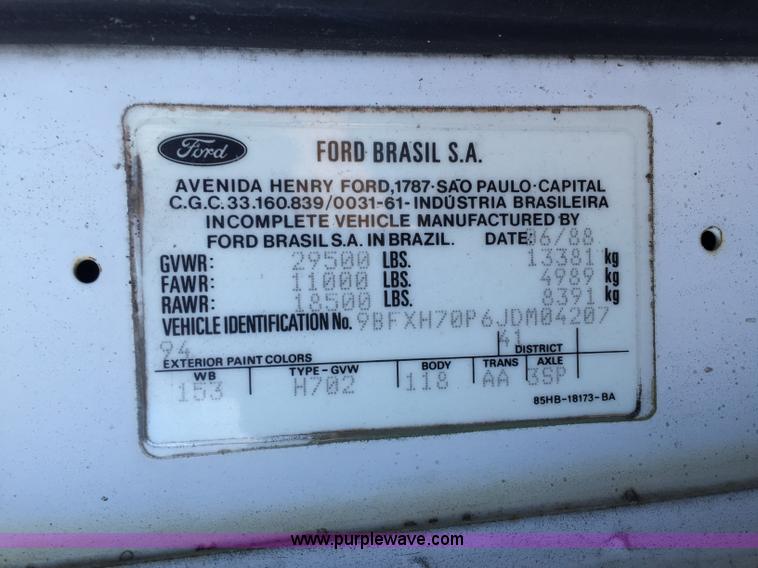 Ford FORD BRASIL S.A.
AVENIDA HENRY FORD,1787·SAO PAULO·CAPITAL
C.G.C. 33.160.839/0031-61- INDÚSTRIA BRASILEIRA
INCOMPLETE VEHICLE MANUFACTURED BY
FORD BRASIL S.A. IN BRAZIL. DATE: 06/88
GVWR: 29500 LBS. 13381 kg
FAWR: 11000 LBS. 4989 kg
RAWR: 18500 LBS. 8391 kg
VEHICLE IDENTIFICATION No. 9BFXH70P6JDM04207
94 41
EXTERIOR PAINT COLORS DISTRICT
WB TYPE - GVW BODY TRANS AXLE
153 H702 118 AA 3SP
85HB-18173-BA
www.purplewave.com